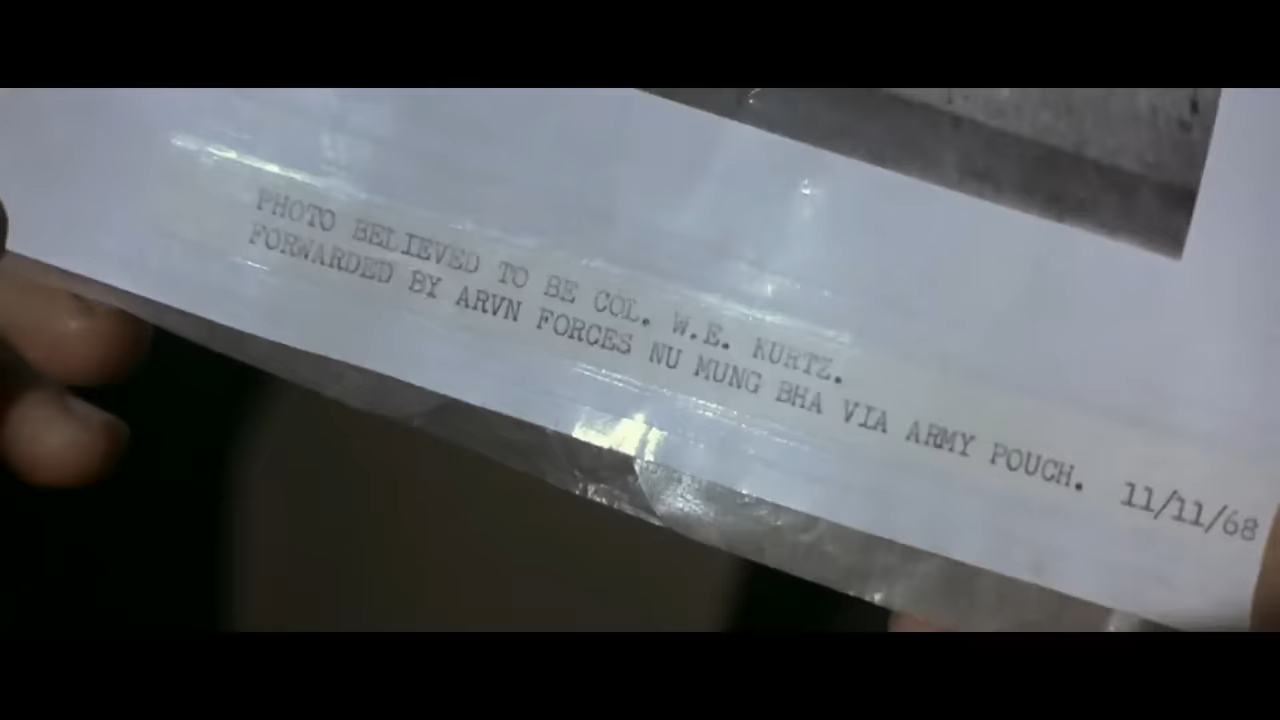 PHOTO BELIEVED TO BE COL. W.E. KURTZ.
FORWARDED BY ARVN FORCES NU MUNG BHA VIA ARMY POUCH. 11/11/68